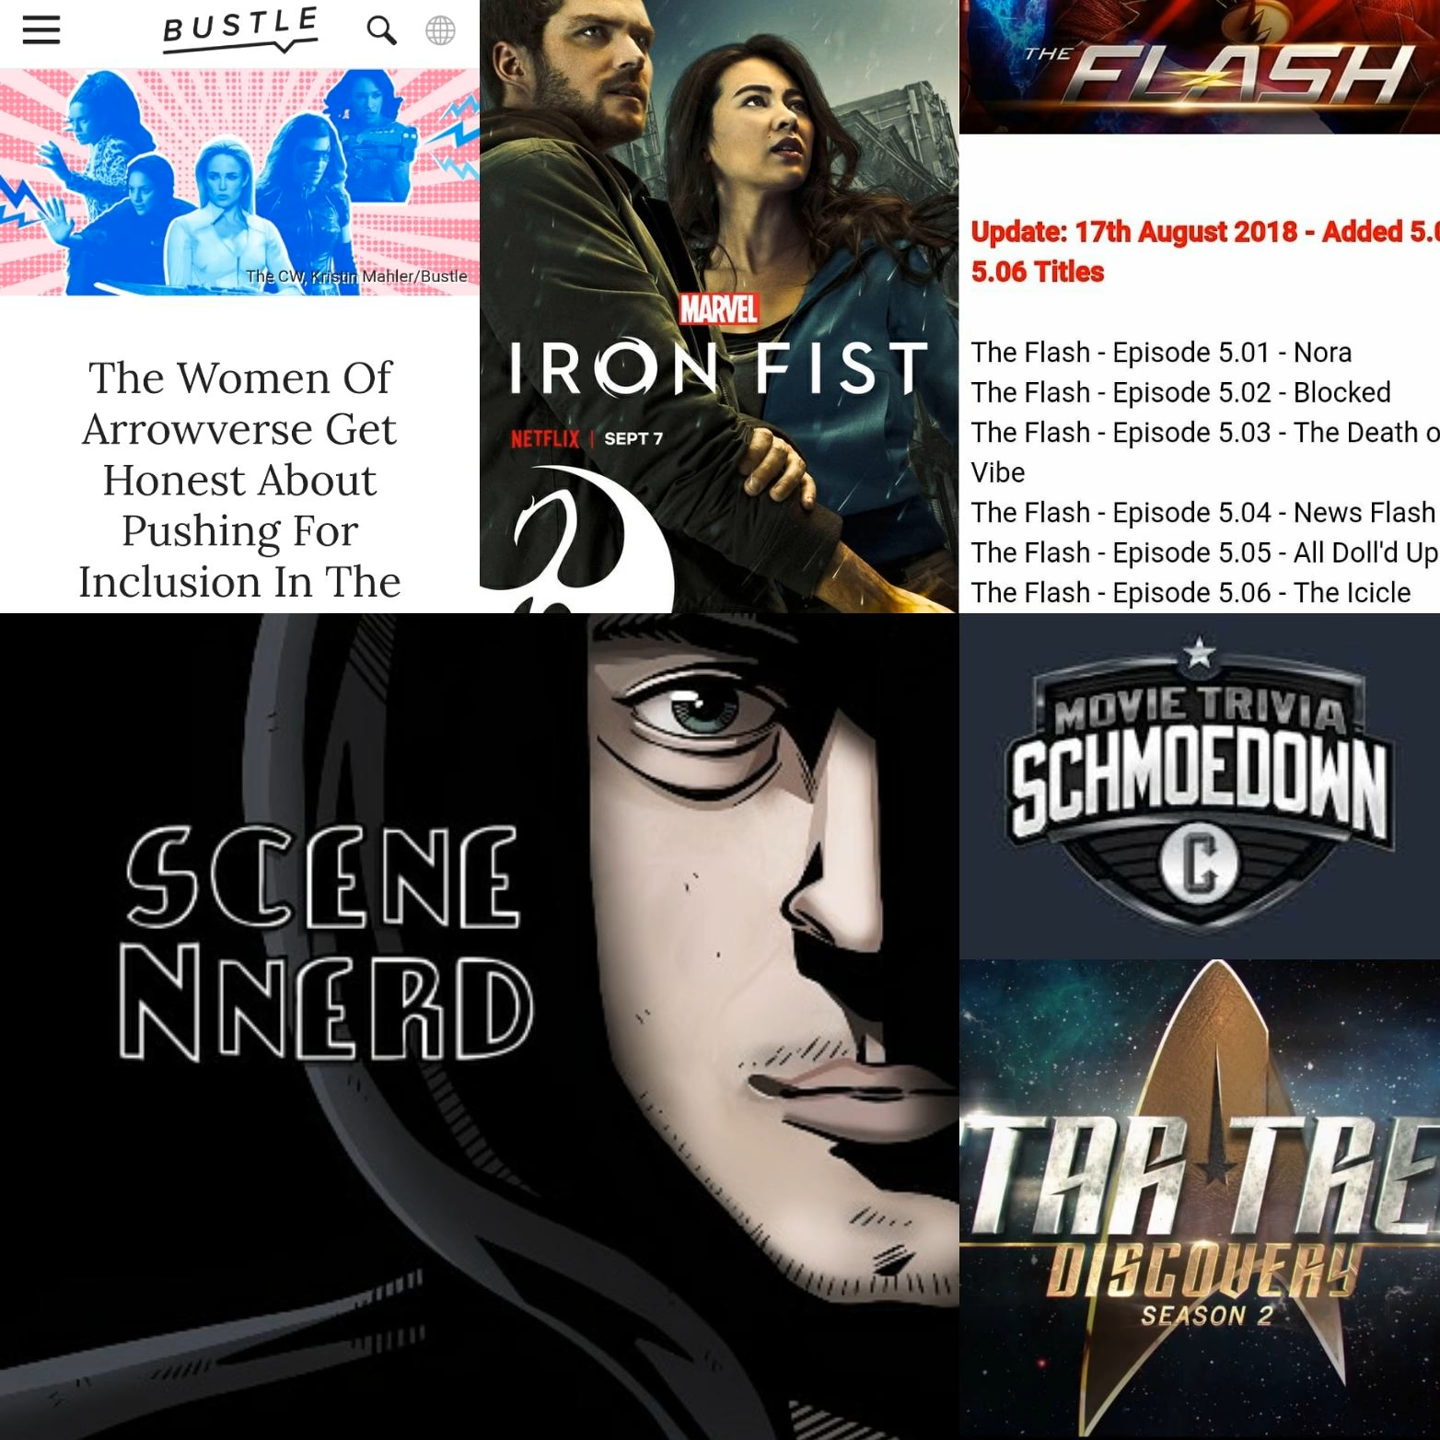 BUSTLE
The CW, Kristin Mahler/Bustle
The Women Of
Arrowverse Get
Honest About
Pushing For
Inclusion In The
MARVEL
IRON FIST
NETFLIX | SEPT 7
THE FLASH
Update: 17th August 2018 - Added 5.0
5.06 Titles
The Flash - Episode 5.01 - Nora
The Flash - Episode 5.02 - Blocked
The Flash - Episode 5.03 - The Death o
Vibe
The Flash - Episode 5.04 - News Flash
The Flash - Episode 5.05 - All Doll'd Up
The Flash - Episode 5.06 - The Icicle
SCENE
NNERD
MOVIE TRIVIA
SCHMOEDOWN
C
TAR TRE
DISCOVERY
SEASON 2